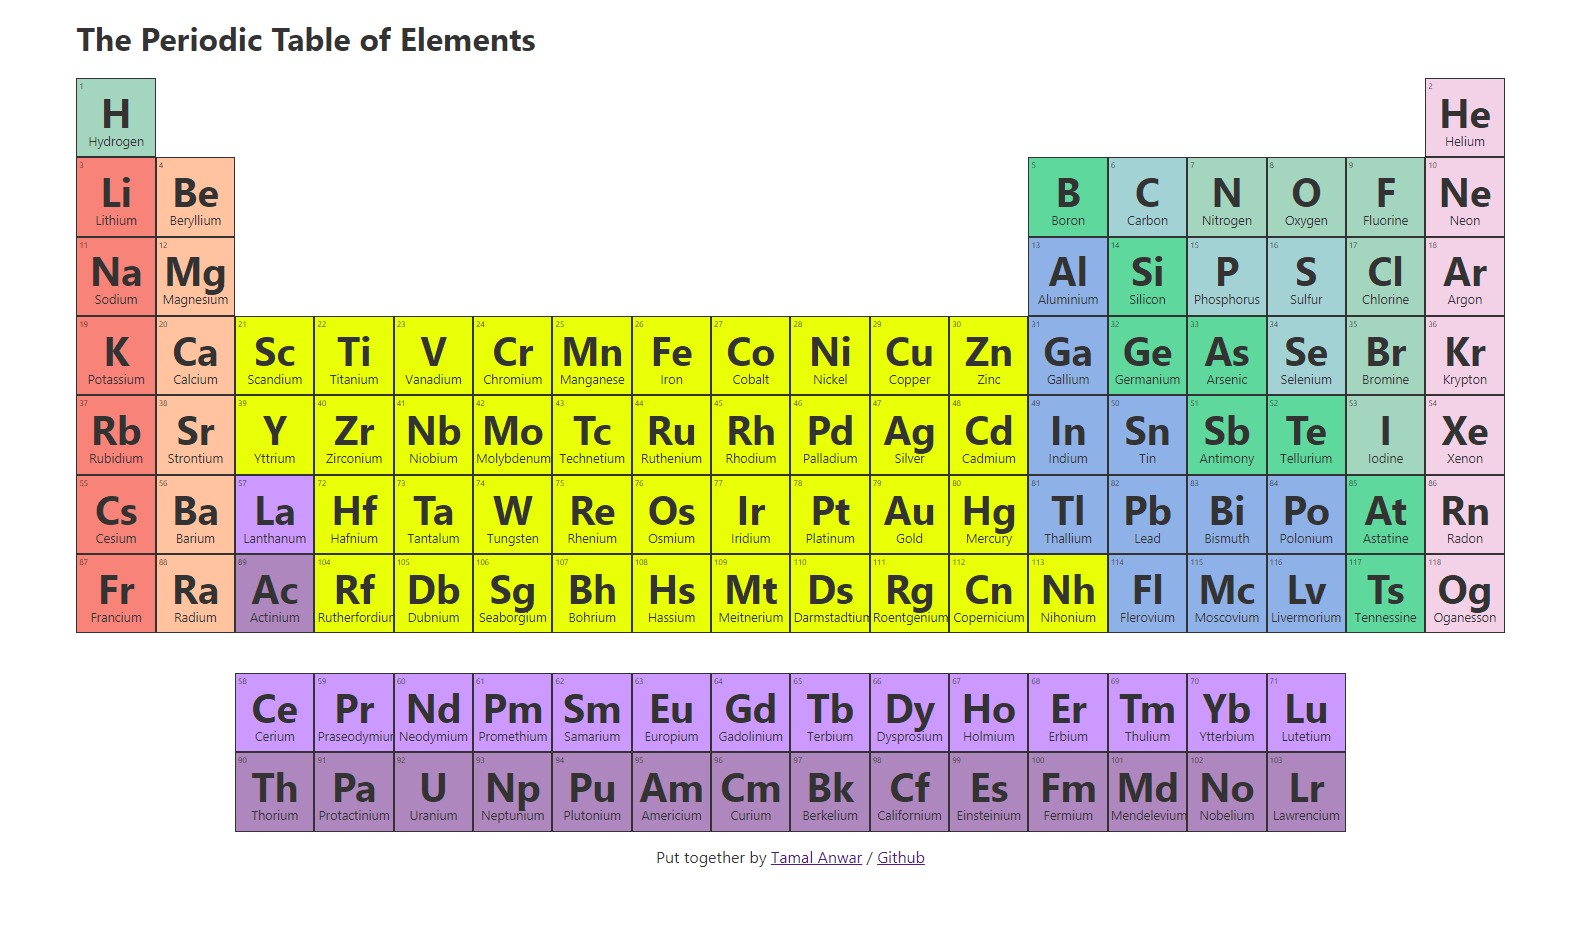 The Periodic Table of Elements
1 2
H He
Hydrogen Helium
3 4 5 6 7 8 9 10
Li Be B C N O F Ne
Lithium Beryllium Boron Carbon Nitrogen Oxygen Fluorine Neon
11 12 13 14 15 16 17 18
Na Mg Al Si P S Cl Ar
Sodium Magnesium Aluminium Silicon Phosphorus Sulfur Chlorine Argon
19 20 21 22 23 24 25 26 27 28 29 30 31 32 33 34 35 36
K Ca Sc Ti V Cr Mn Fe Co Ni Cu Zn Ga Ge As Se Br Kr
Potassium Calcium Scandium Titanium Vanadium Chromium Manganese Iron Cobalt Nickel Copper Zinc Gallium Germanium Arsenic Selenium Bromine Krypton
37 38 39 40 41 42 43 44 45 46 47 48 49 50 51 52 53 54
Rb Sr Y Zr Nb Mo Tc Ru Rh Pd Ag Cd In Sn Sb Te I Xe
Rubidium Strontium Yttrium Zirconium Niobium Molybdenum Technetium Ruthenium Rhodium Palladium Silver Cadmium Indium Tin Antimony Tellurium Iodine Xenon
55 56 57 72 73 74 75 76 77 78 79 80 81 82 83 84 85 86
Cs Ba La Hf Ta W Re Os Ir Pt Au Hg Tl Pb Bi Po At Rn
Cesium Barium Lanthanum Hafnium Tantalum Tungsten Rhenium Osmium Iridium Platinum Gold Mercury Thallium Lead Bismuth Polonium Astatine Radon
87 88 89 104 105 106 107 108 109 110 111 112 113 114 115 116 117 118
Fr Ra Ac Rf Db Sg Bh Hs Mt Ds Rg Cn Nh Fl Mc Lv Ts Og
Francium Radium Actinium Rutherfordiur Dubnium Seaborgium Bohrium Hassium Meitnerium Darmstadtium Roentgenium Copernicium Nihonium Flerovium Moscovium Livermorium Tennessine Oganesson
58 59 60 61 62 63 64 65 66 67 68 69 70 71
Ce Pr Nd Pm Sm Eu Gd Tb Dy Ho Er Tm Yb Lu
Cerium Praseodymiur Neodymium Promethium Samarium Europium Gadolinium Terbium Dysprosium Holmium Erbium Thulium Ytterbium Lutetium
90 91 92 93 94 95 96 97 98 99 100 101 102 103
Th Pa U Np Pu Am Cm Bk Cf Es Fm Md No Lr
Thorium Protactinium Uranium Neptunium Plutonium Americium Curium Berkelium Californium Einsteinium Fermium Mendelevium Nobelium Lawrencium
Put together by Tamal Anwar / Github